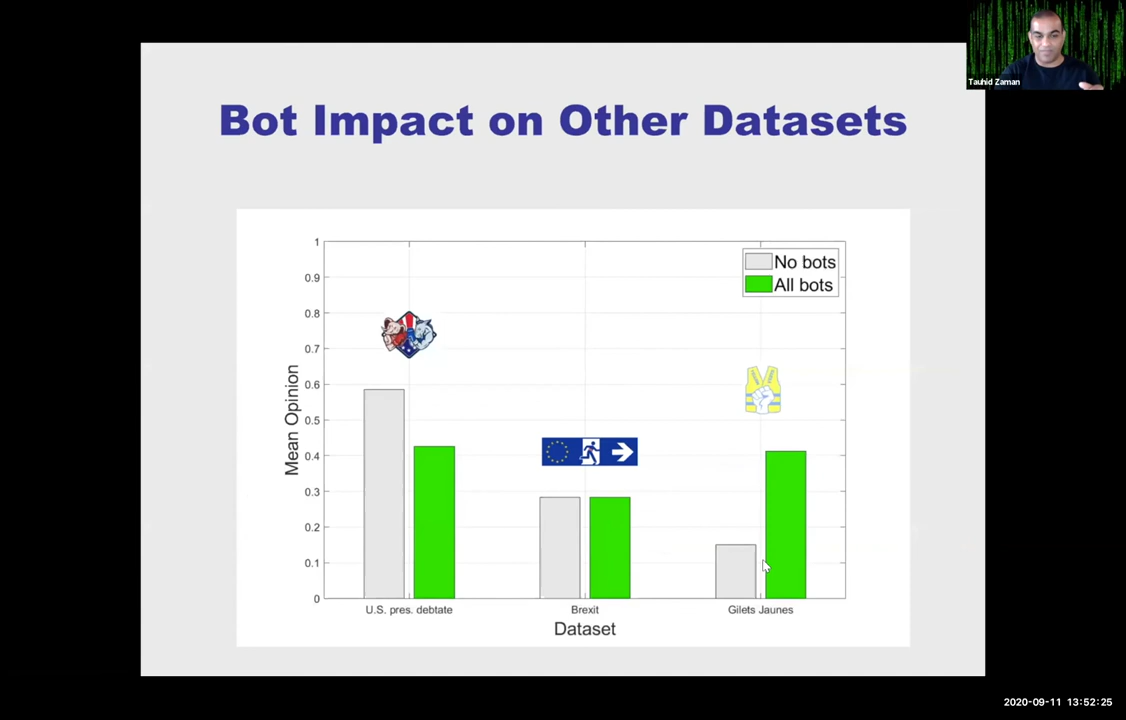 Tauhid Zaman
Bot Impact on Other Datasets
No bots
All bots
Mean Opinion
1
0.9
0.8
0.7
0.6
0.5
0.4
0.3
0.2
0.1
0
U.S. pres. debtate
Brexit
Gilets Jaunes
Dataset
2020-09-11 13:52:25